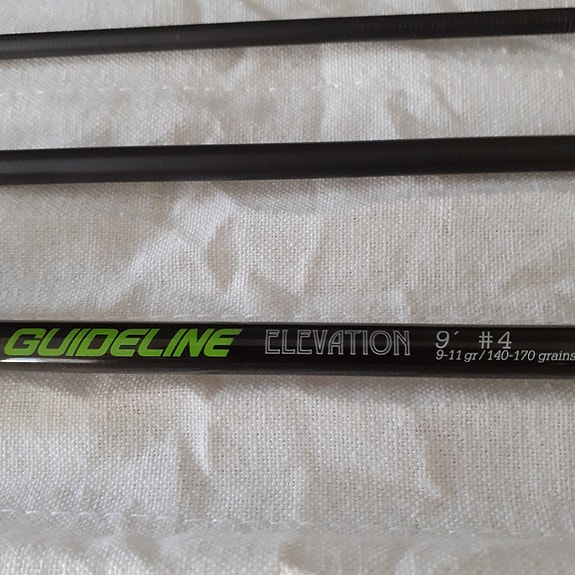 GUIDELINE ELEVATION 9´ #4
9-11 gr/140-170 grains